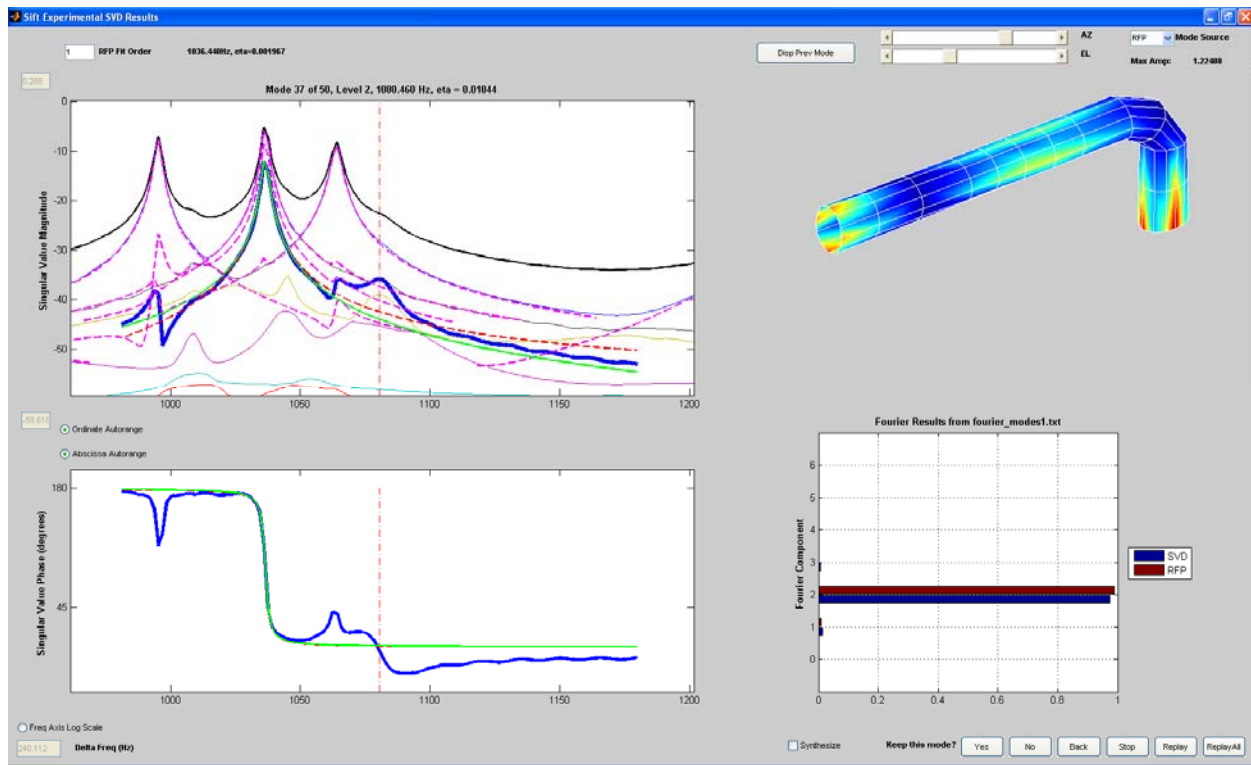 Sift Experimental SVD Results
1 RFP Fit Order 1036.440Hz, eta=0.001967
Disp Prev Mode
AZ
EL
RFP Mode Source
Max Amp: 1.22408
0.268
Mode 37 of 50, Level 2, 1080.460 Hz, eta = 0.01844
Singular Value Magnitude
0
-10
-20
-30
-40
-50
1000 1050 1100 1150 1200
-59.618
Ordinate Autorange
Abscissa Autorange
Singular Value Phase (degrees)
180
45
1000 1050 1100 1150 1200
Freq Axis Log Scale
240.112 Delta Freq (Hz)
Fourier Results from fourier_modes1.txt
Fourier Component
6
5
4
3
2
1
0
0 0.2 0.4 0.6 0.8 1
SVD
RFP
Synthesize
Keep this mode? Yes No Back Stop Replay ReplayAll